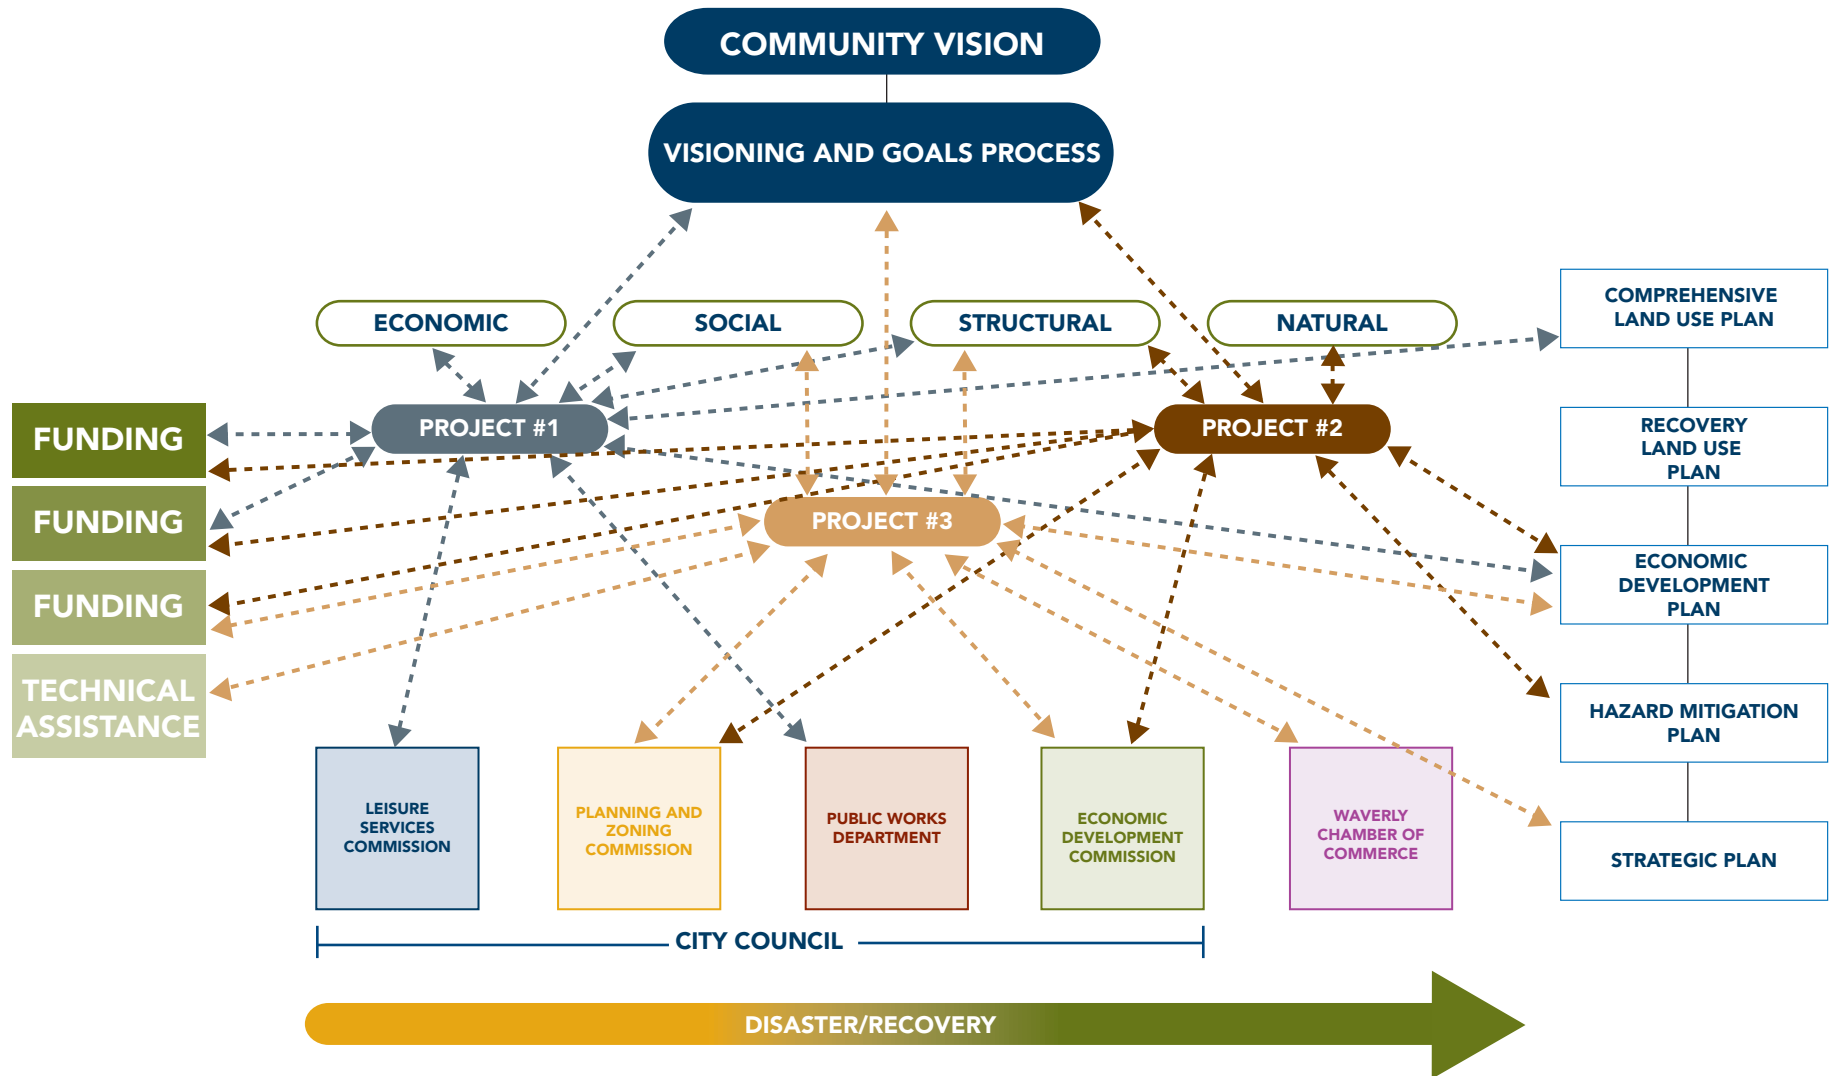 COMMUNITY VISION
VISIONING AND GOALS PROCESS
ECONOMIC
SOCIAL
STRUCTURAL
NATURAL
PROJECT #1
PROJECT #2
PROJECT #3
FUNDING
FUNDING
FUNDING
TECHNICAL
ASSISTANCE
COMPREHENSIVE
LAND USE PLAN
RECOVERY
LAND USE
PLAN
ECONOMIC
DEVELOPMENT
PLAN
HAZARD MITIGATION
PLAN
STRATEGIC PLAN
LEISURE
SERVICES
COMMISSION
PLANNING AND
ZONING
COMMISSION
PUBLIC WORKS
DEPARTMENT
ECONOMIC
DEVELOPMENT
COMMISSION
WAVERLY
CHAMBER OF
COMMERCE
CITY COUNCIL
DISASTER/RECOVERY